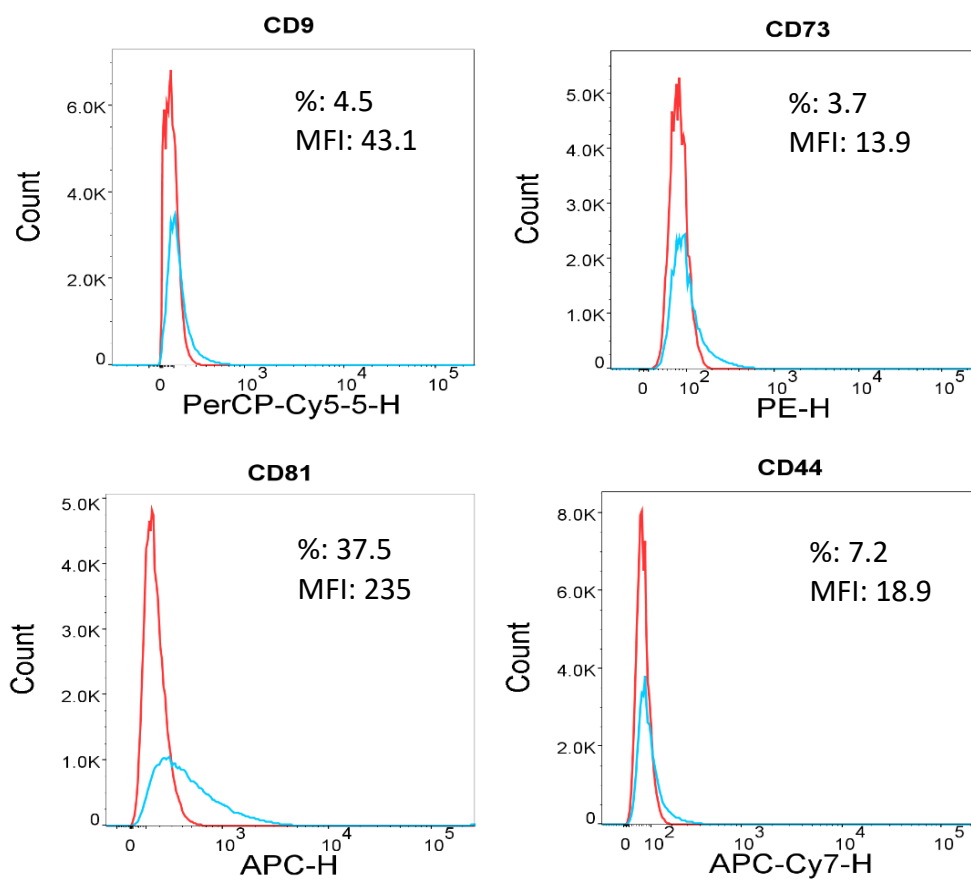 CD9
%: 4.5
MFI: 43.1
6.0K
4.0K
2.0K
0
Count
0
10^3
10^4
10^5
PerCP-Cy5-5-H
CD73
%: 3.7
MFI: 13.9
5.0K
4.0K
3.0K
2.0K
1.0K
0
Count
0
10^2
10^3
10^4
10^5
PE-H
CD81
%: 37.5
MFI: 235
5.0K
4.0K
3.0K
2.0K
1.0K
0
Count
0
10^3
10^4
10^5
APC-H
CD44
%: 7.2
MFI: 18.9
8.0K
6.0K
4.0K
2.0K
0
Count
0
10^2
10^3
10^4
10^5
APC-Cy7-H